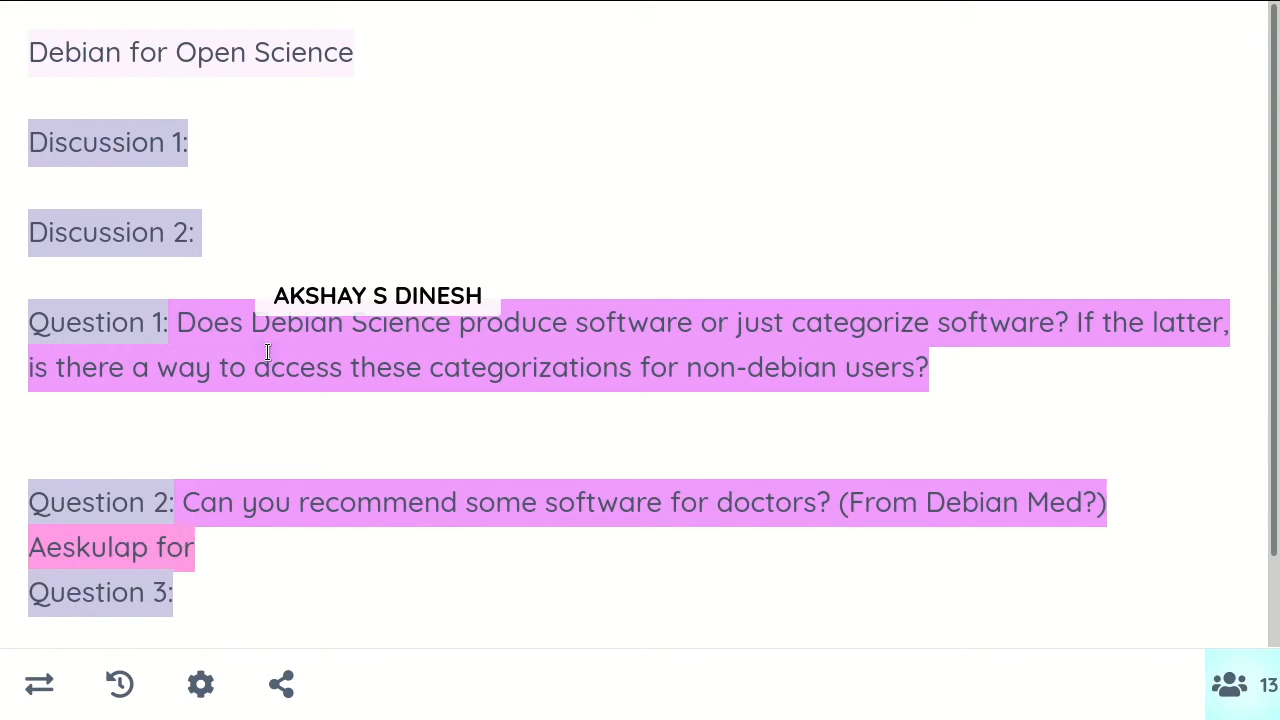 Debian for Open Science
Discussion 1:
Discussion 2:
AKSHAY S DINESH
Question 1: Does Debian Science produce software or just categorize software? If the latter,
is there a way to access these categorizations for non-debian users?
Question 2: Can you recommend some software for doctors? (From Debian Med?)
Aeskulap for
Question 3:
13